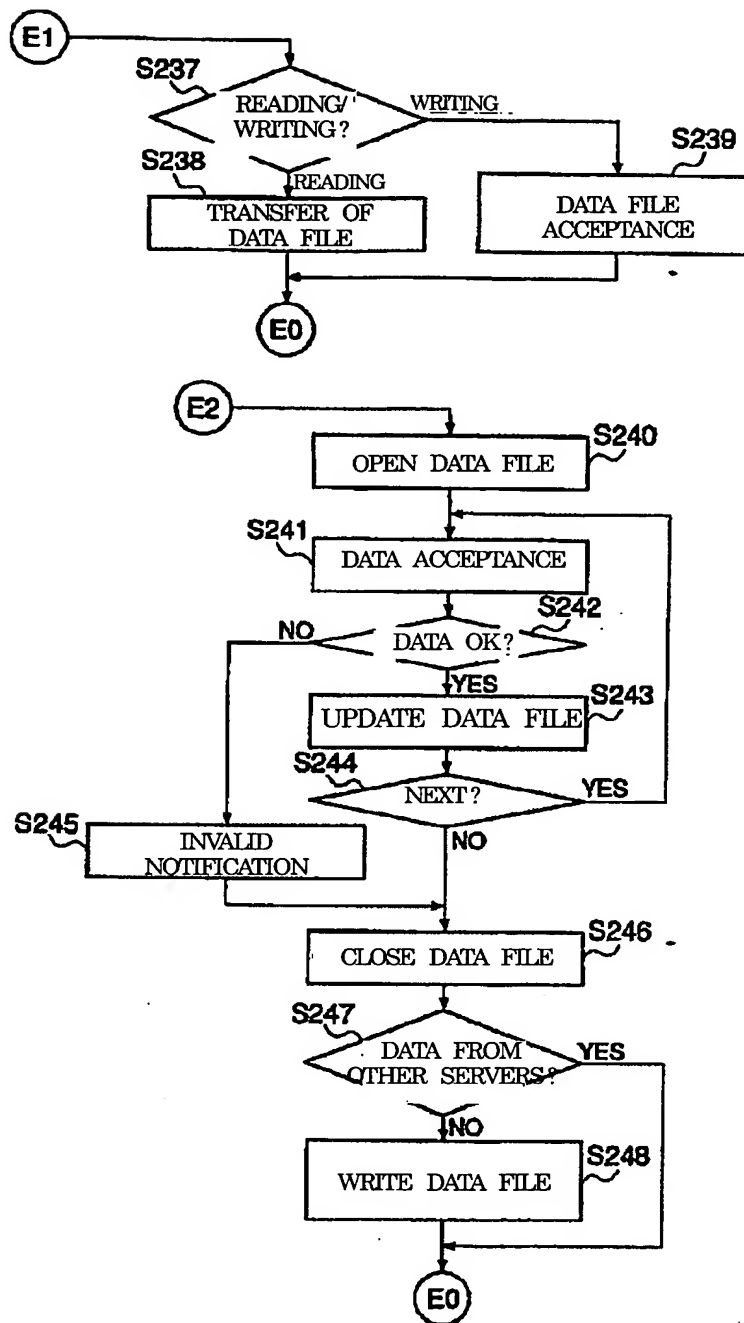 E1
S237
READING/
WRITING?
WRITING
S239
S238
READING
TRANSFER OF
DATA FILE
DATA FILE
ACCEPTANCE
E0
E2
S240
OPEN DATA FILE
S241
DATA ACCEPTANCE
S242
NO
DATA OK?
YES
S243
UPDATE DATA FILE
S244
NEXT?
YES
S245
NO
INVALID
NOTIFICATION
S246
CLOSE DATA FILE
S247
DATA FROM
OTHER SERVERS?
YES
NO
S248
WRITE DATA FILE
E0